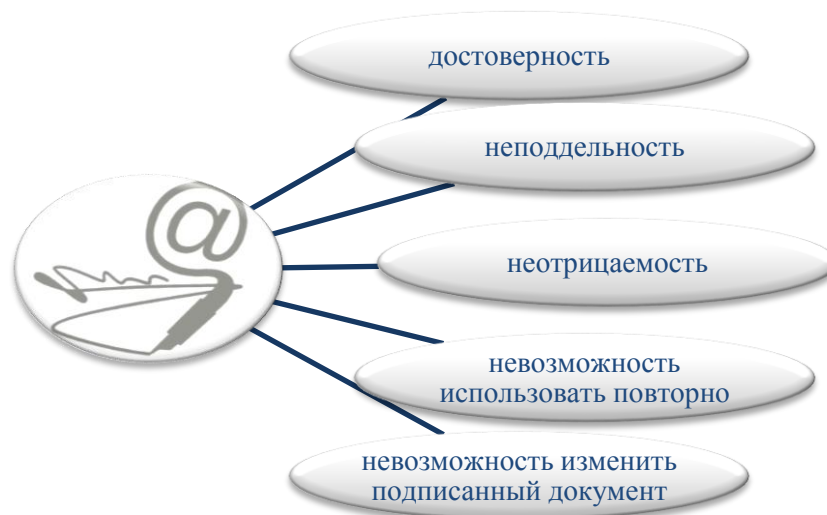 достоверность
неподдельность
неотрицаемость
невозможность
использовать повторно
невозможность изменить
подписанный документ